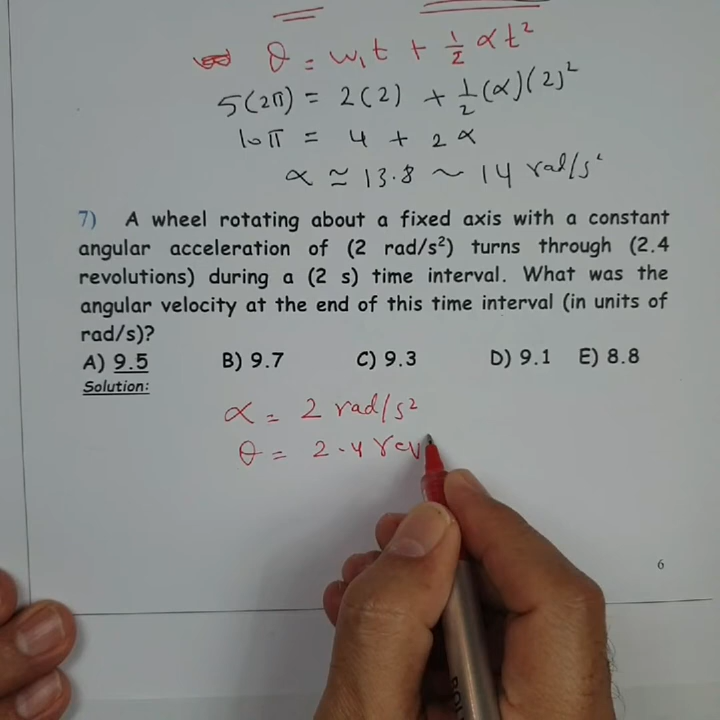 θ = w₁t + 1/2 αt²
5(2π) = 2(2) + 1/2 (α)(2)²
10π = 4 + 2α
α ≃ 13.8 ~ 14 rad/s²
7) A wheel rotating about a fixed axis with a constant
angular acceleration of (2 rad/s²) turns through (2.4
revolutions) during a (2 s) time interval. What was the
angular velocity at the end of this time interval (in units of
rad/s)?
A) 9.5 B) 9.7 C) 9.3 D) 9.1 E) 8.8
Solution:
α = 2 rad/s²
θ = 2.4 rev
6